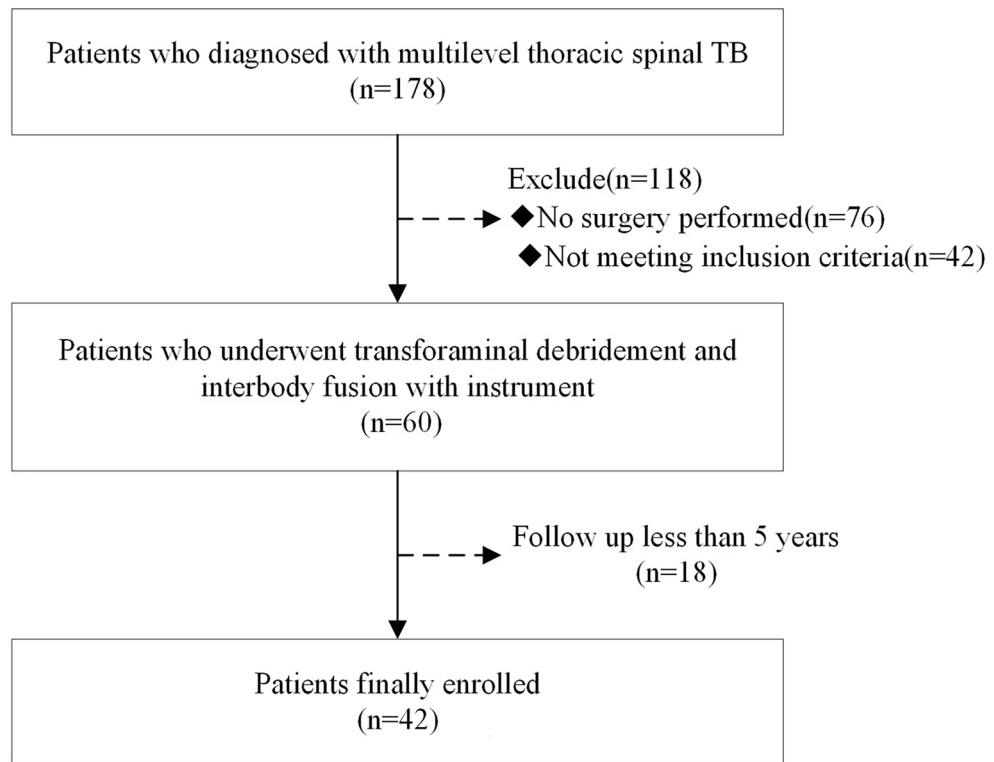 Patients who diagnosed with multilevel thoracic spinal TB
(n=178)
Exclude(n=118)
◆No surgery performed(n=76)
◆Not meeting inclusion criteria(n=42)
Patients who underwent transforaminal debridement and
interbody fusion with instrument
(n=60)
Follow up less than 5 years
(n=18)
Patients finally enrolled
(n=42)